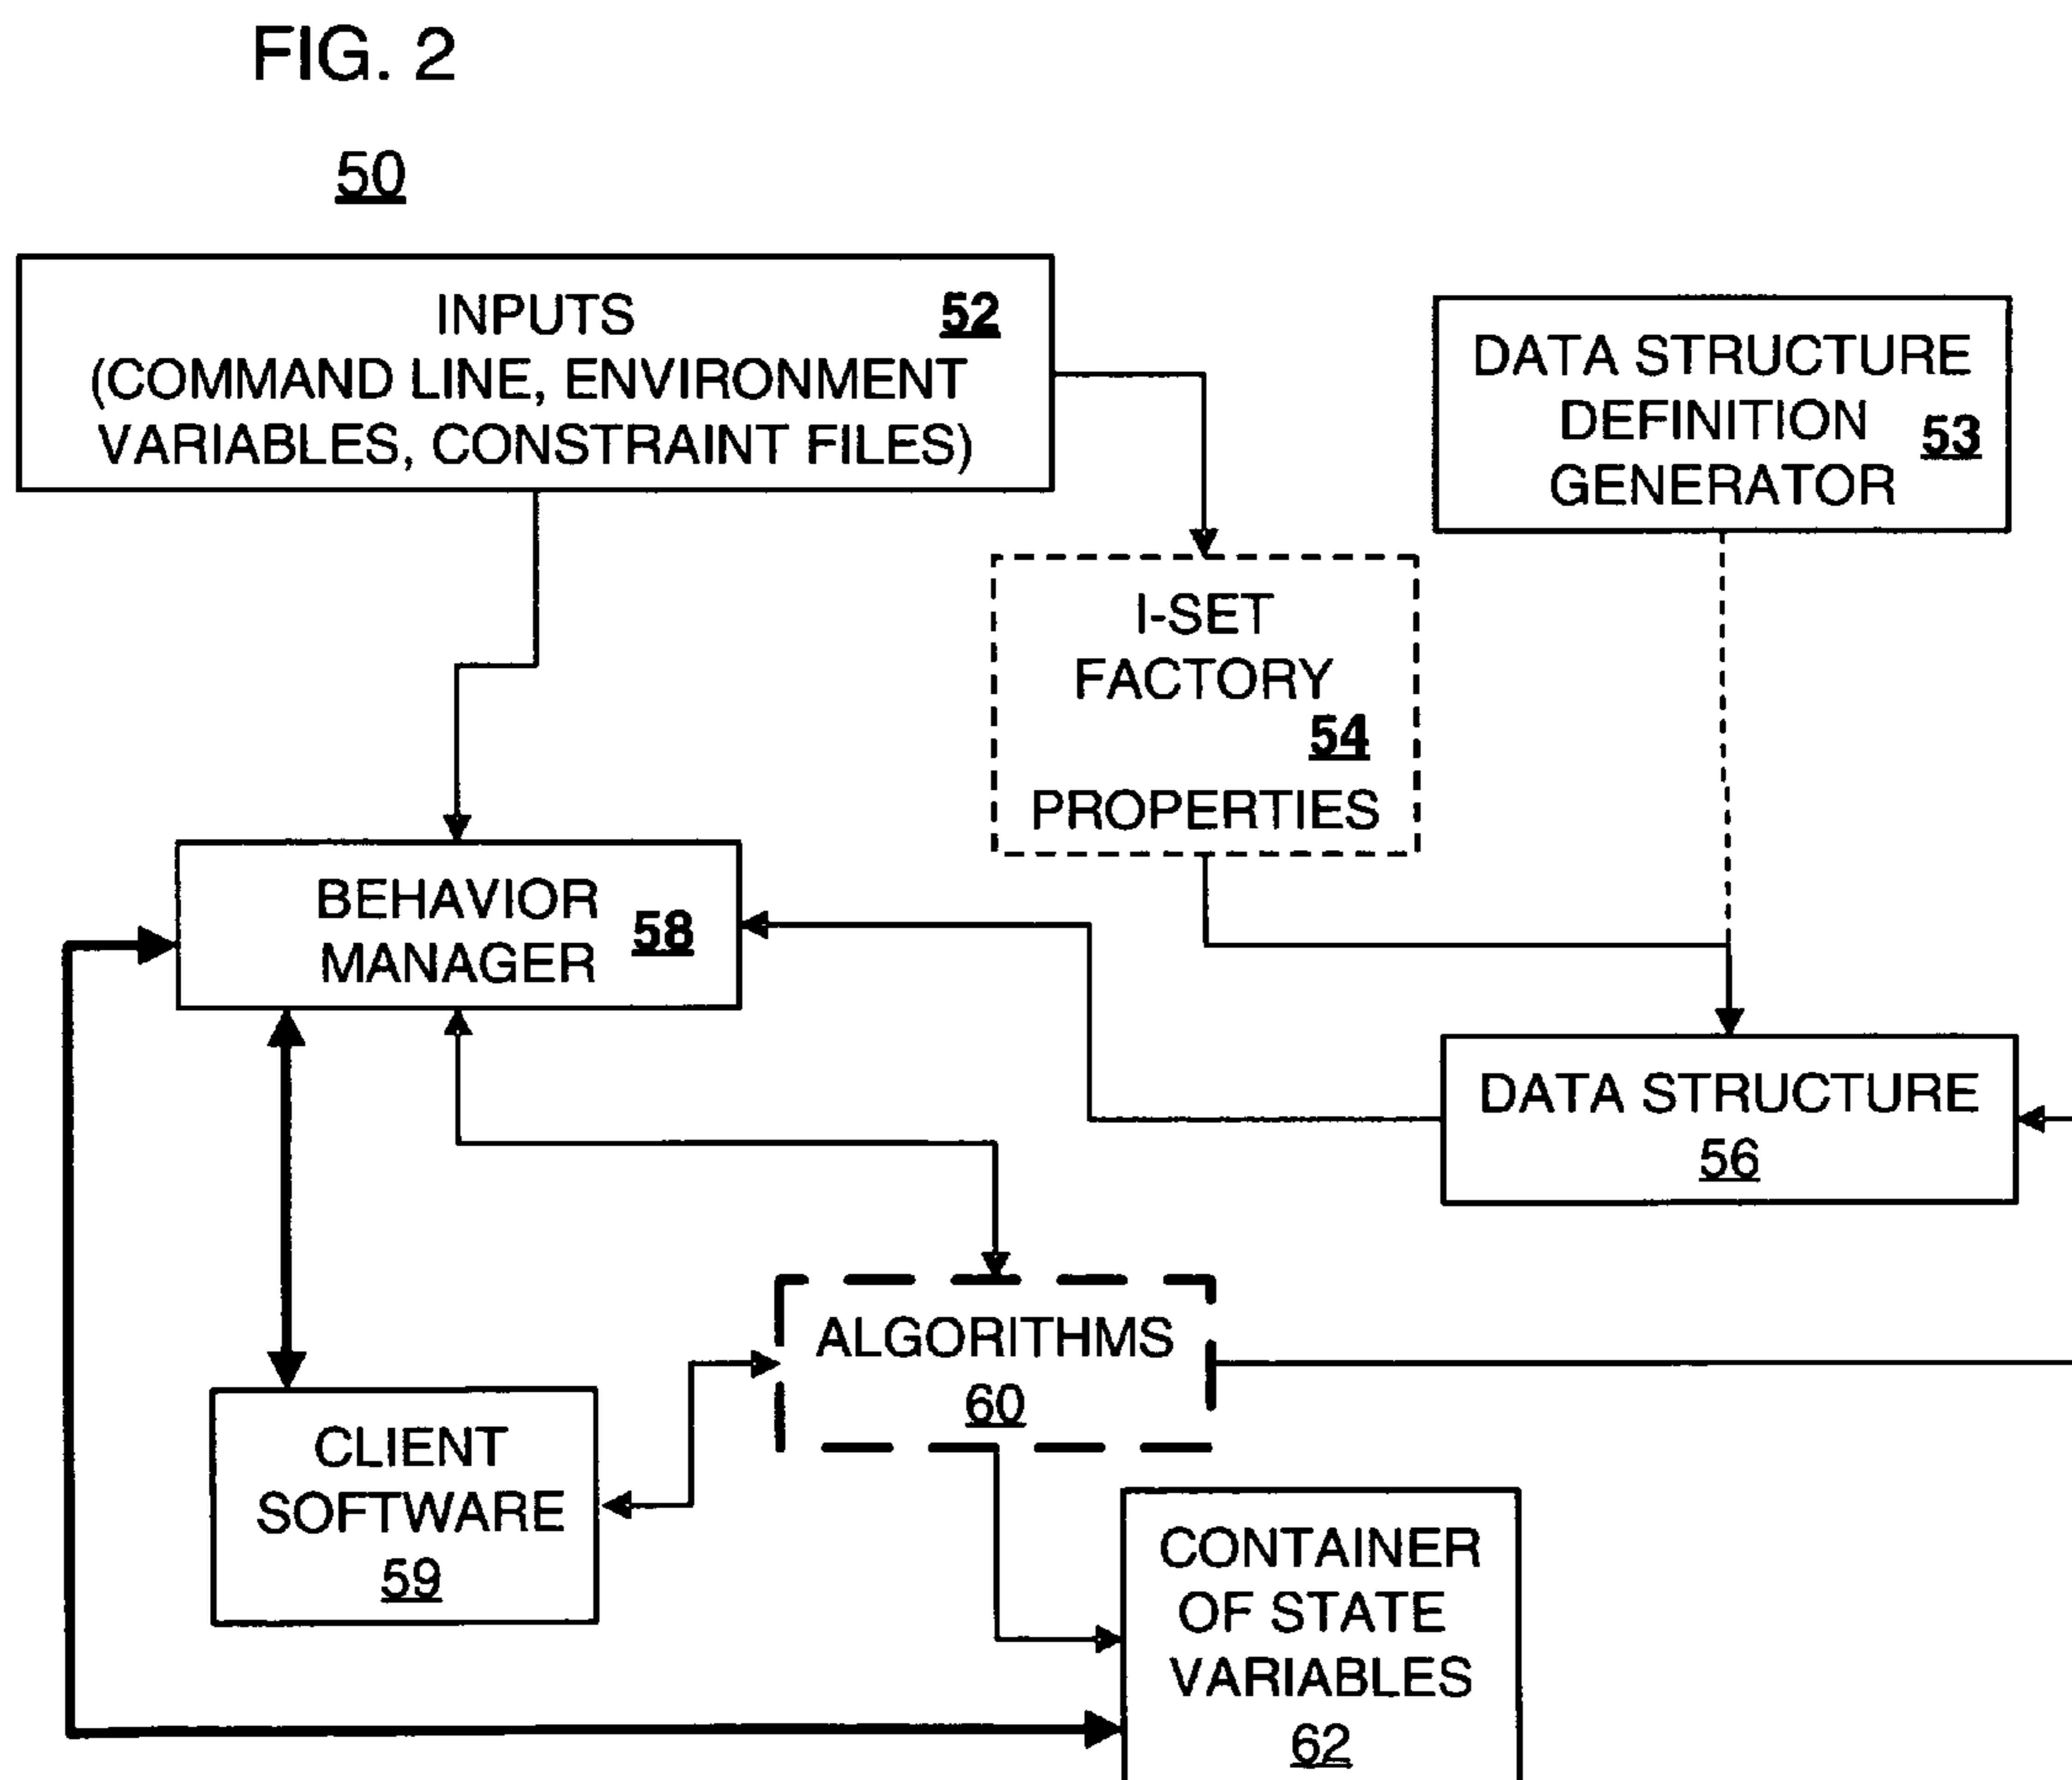 FIG. 2
50
INPUTS 52
(COMMAND LINE, ENVIRONMENT
VARIABLES, CONSTRAINT FILES)
DATA STRUCTURE
DEFINITION 53
GENERATOR
I-SET
FACTORY
54
PROPERTIES
BEHAVIOR
MANAGER 58
DATA STRUCTURE
56
ALGORITHMS
60
CLIENT
SOFTWARE
59
CONTAINER
OF STATE
VARIABLES
62